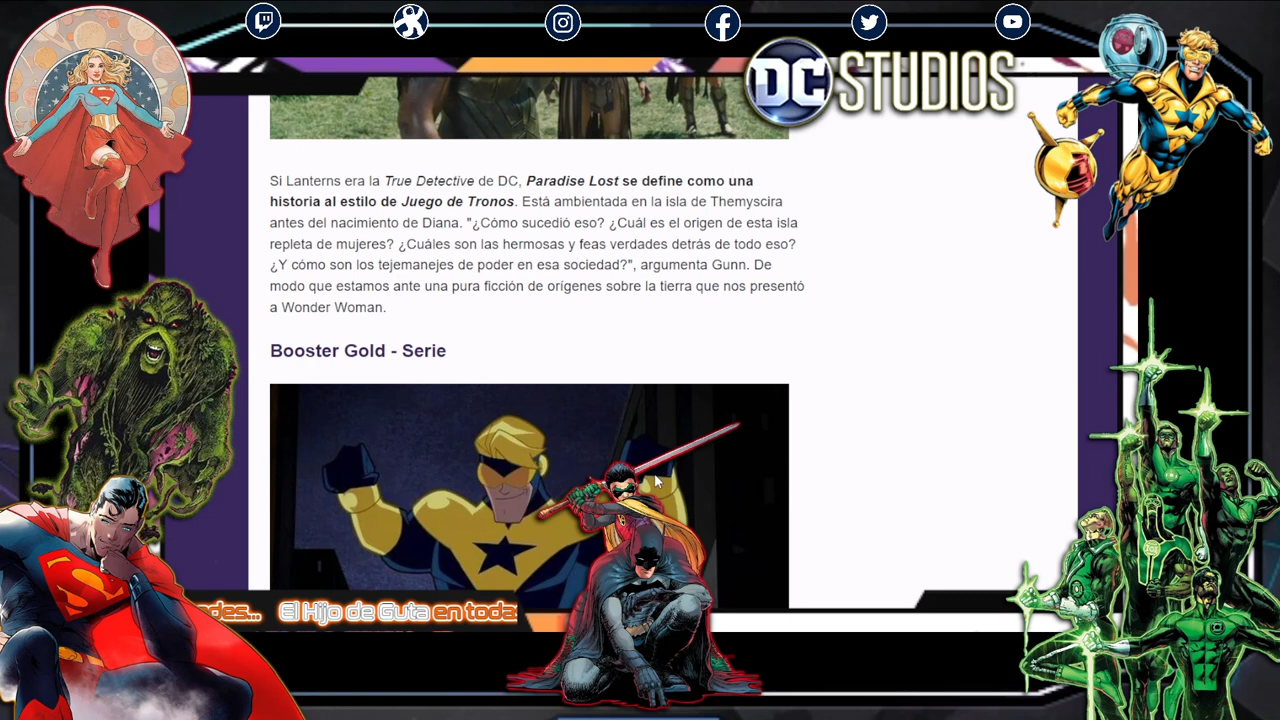 DC STUDIOS
Si Lanterns era la True Detective de DC, Paradise Lost se define como una
historia al estilo de Juego de Tronos. Está ambientada en la isla de Themyscira
antes del nacimiento de Diana. "¿Cómo sucedió eso? ¿Cuál es el origen de esta isla
repleta de mujeres? ¿Cuáles son las hermosas y feas verdades detrás de todo eso?
¿Y cómo son los tejemanejes de poder en esa sociedad?", argumenta Gunn. De
modo que estamos ante una pura ficción de orígenes sobre la tierra que nos presentó
a Wonder Woman.
Booster Gold - Serie
des... El Hijo de Guta en toda